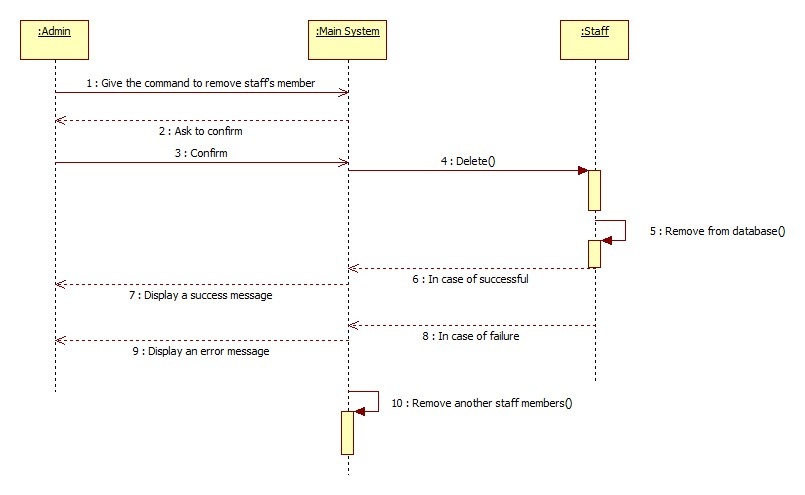 :Admin
:Main System
:Staff
1 : Give the command to remove staff's member
2 : Ask to confirm
3 : Confirm
4 : Delete()
5 : Remove from database()
6 : In case of successful
7 : Display a success message
8 : In case of failure
9 : Display an error message
10 : Remove another staff members()